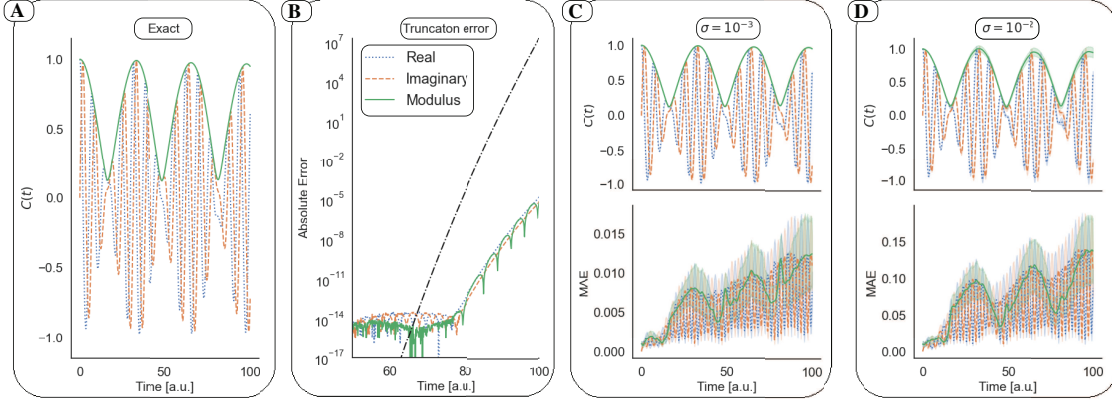 A
Exact
C(t)
1.0
0.5
0.0
−0.5
−1.0
0
50
100
Time [a.u.]
B
Truncaton error
Real
Imaginary
Modulus
Absolute Error
10^7
10^4
10^1
10^−2
10^−5
10^−8
10^−11
10^−14
10^−17
60
80
100
Time [a.u.]
C
σ = 10^−3
C(t)
1.0
0.5
0.0
−0.5
−1.0
MAE
0.015
0.010
0.005
0.000
0
50
100
Time [a.u.]
D
σ = 10^−2
C(t)
1.0
0.5
0.0
−0.5
−1.0
MAE
0.20
0.15
0.10
0.05
0.00
0
50
100
Time [a.u.]